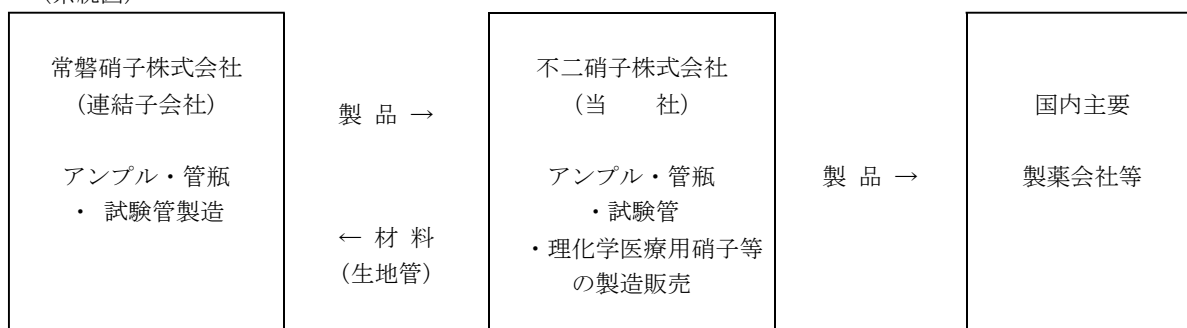 (系統図)
常磐硝子株式会社
(連結子会社)
アンプル・管瓶
・ 試験管製造
製 品 →
← 材 料
(生地管)
不二硝子株式会社
(当 社)
アンプル・管瓶
・試験管
・理化学医療用硝子等
の製造販売
製 品 →
国内主要
製薬会社等